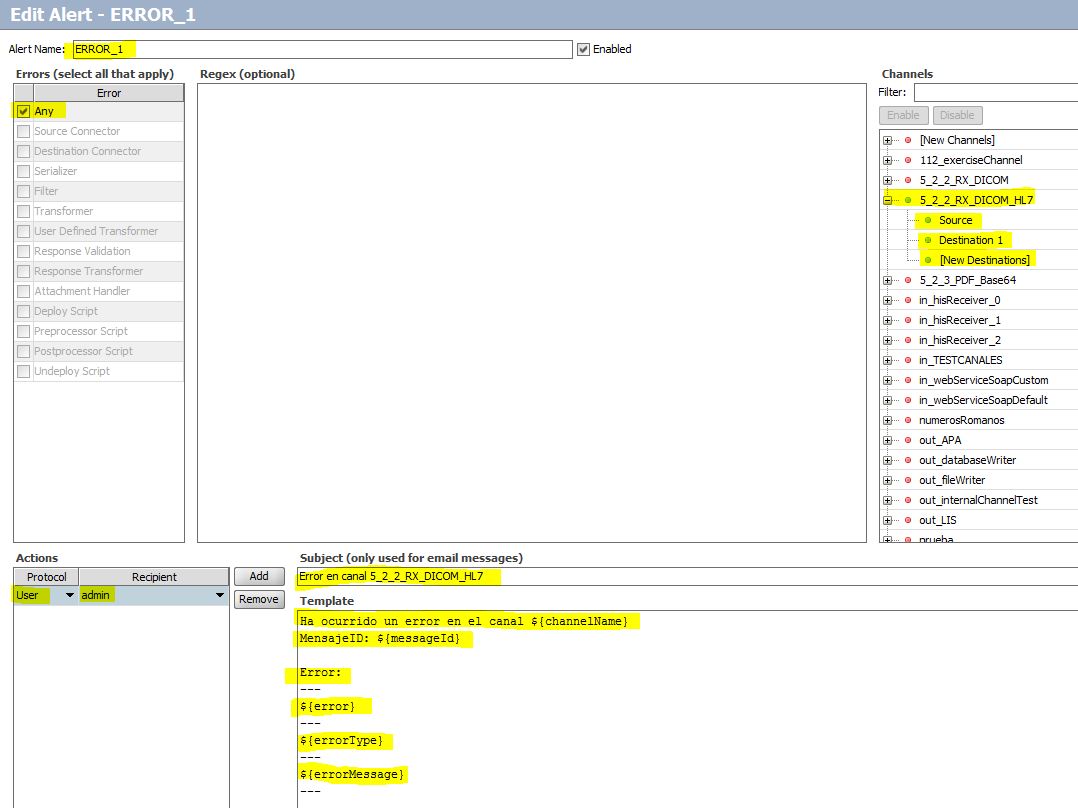 Edit Alert - ERROR_1
Alert Name: ERROR_1 Enabled
Errors (select all that apply)
Error
Any
Source Connector
Destination Connector
Serializer
Filter
Transformer
User Defined Transformer
Response Validation
Response Transformer
Attachment Handler
Deploy Script
Preprocessor Script
Postprocessor Script
Undeploy Script
Regex (optional)
Channels
Filter:
Enable Disable
[New Channels]
112_exerciseChannel
5_2_2_RX_DICOM
5_2_2_RX_DICOM_HL7
Source
Destination 1
[New Destinations]
5_2_3_PDF_Base64
in_hisReceiver_0
in_hisReceiver_1
in_hisReceiver_2
in_TESTCANALES
in_webServiceSoapCustom
in_webServiceSoapDefault
numerosRomanos
out_APA
out_databaseWriter
out_fileWriter
out_internalChannelTest
out_LIS
prueba
Actions
Protocol Recipient
User admin
Add
Remove
Subject (only used for email messages)
Error en canal 5_2_2_RX_DICOM_HL7
Template
Ha ocurrido un error en el canal ${channelName}
MensajeID: ${messageId}
Error:
---
${error}
---
${errorType}
---
${errorMessage}
---